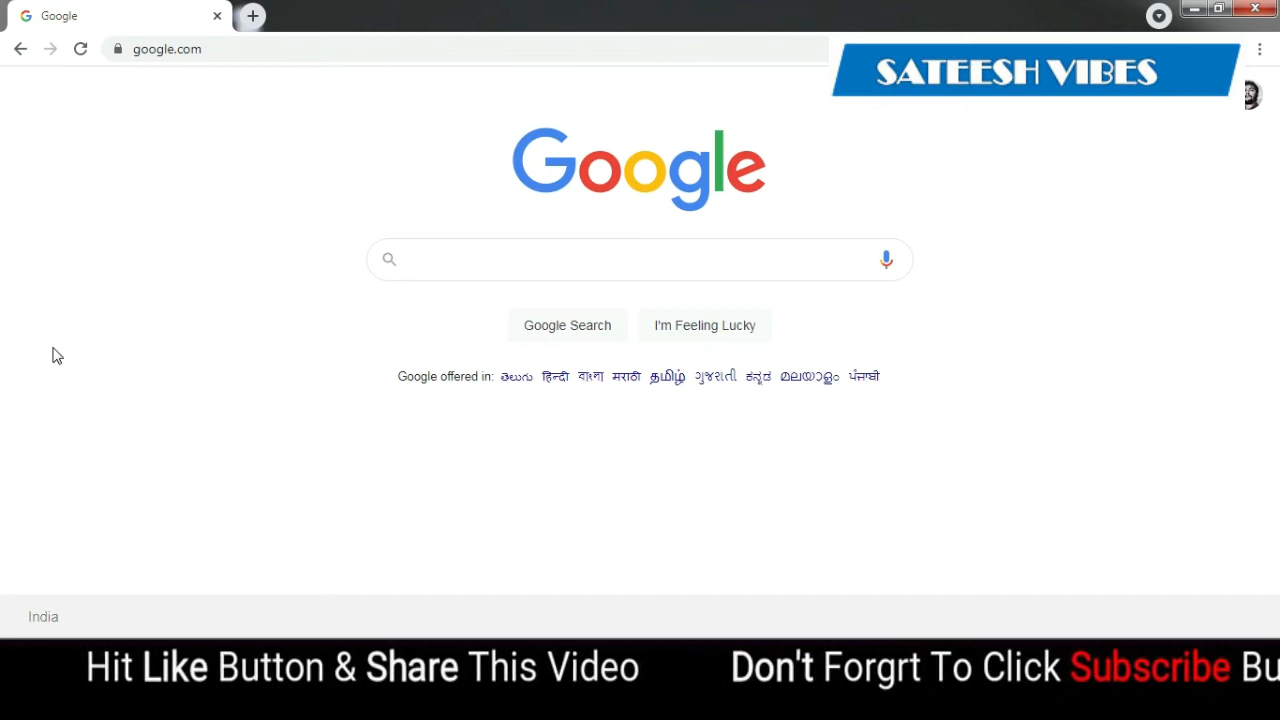 Google
google.com
SATEESH VIBES
Google
Google Search I'm Feeling Lucky
Google offered in: తెలుగు हिन्दी বাংলা मराठी தமிழ் ગુજરાતી ಕನ್ನಡ മലയാളം ਪੰਜਾਬੀ
India
Hit Like Button & Share This Video Don't Forgrt To Click Subscribe Bu